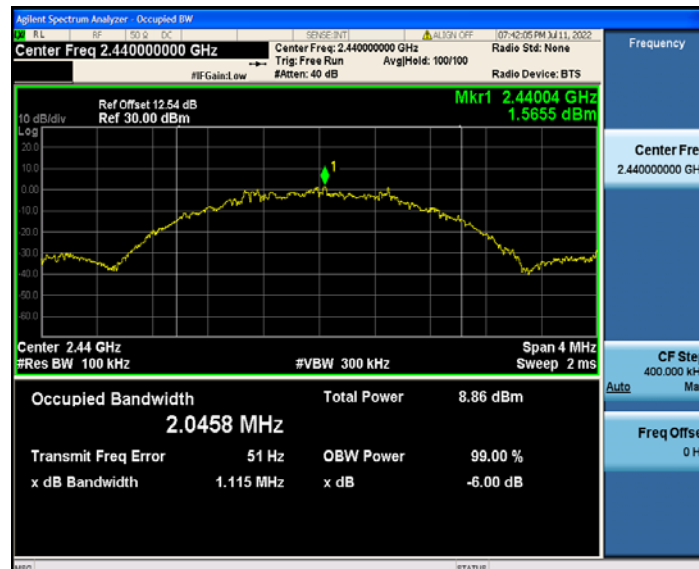 Agilent Spectrum Analyzer - Occupied BW
RL RF 50 Ω DC SENSE:INT ALIGN OFF 07:42:05 PM Jul 11, 2022
Center Freq 2.440000000 GHz
Center Freq: 2.440000000 GHz Radio Std: None
Trig: Free Run Avg|Hold: 100/100
#IFGain:Low #Atten: 40 dB Radio Device: BTS
Frequency
Mkr1 2.44004 GHz
1.5655 dBm
Ref Offset 12.54 dB
10 dB/div Ref 30.00 dBm
Log
20.0
10.0
0.00
-10.0
-20.0
-30.0
-40.0
-50.0
-60.0
1
Center 2.44 GHz Span 4 MHz
#Res BW 100 kHz #VBW 300 kHz Sweep 2 ms
Occupied Bandwidth Total Power 8.86 dBm
2.0458 MHz
Transmit Freq Error 51 Hz OBW Power 99.00 %
x dB Bandwidth 1.115 MHz x dB -6.00 dB
Center Fre
2.440000000 GH
CF Ste
400.000 kH
Auto Ma
Freq Offse
0 H
MSG STATUS